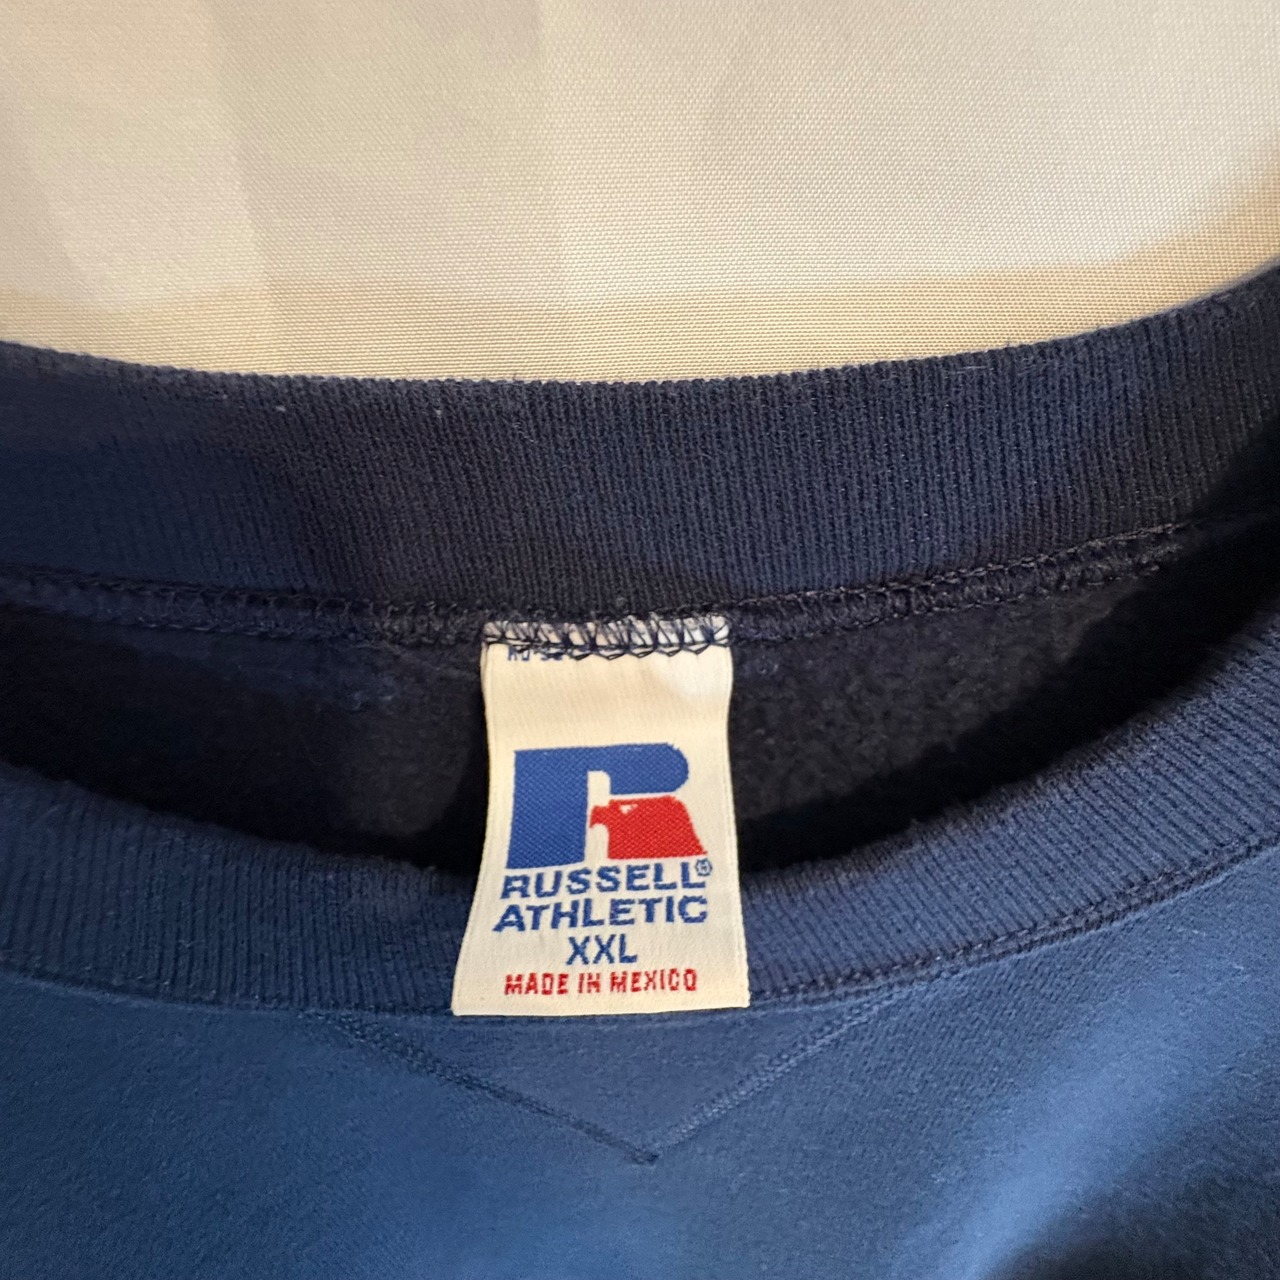 RUSSELL®
ATHLETIC
XXL
MADE IN MEXICO